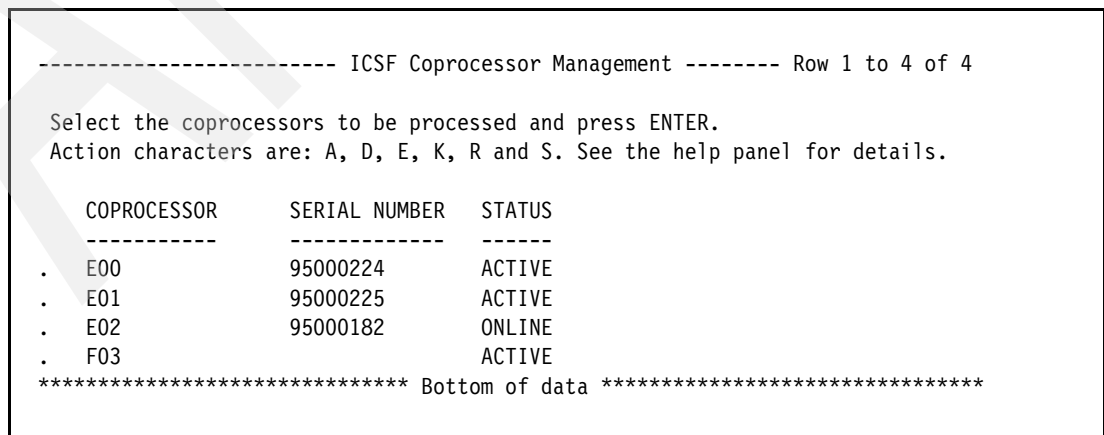 ------------------------- ICSF Coprocessor Management -------- Row 1 to 4 of 4
Select the coprocessors to be processed and press ENTER.
Action characters are: A, D, E, K, R and S. See the help panel for details.
COPROCESSOR SERIAL NUMBER STATUS
----------- ------------- ------
. E00 95000224 ACTIVE
. E01 95000225 ACTIVE
. E02 95000182 ONLINE
. F03 ACTIVE
******************************* Bottom of data ********************************